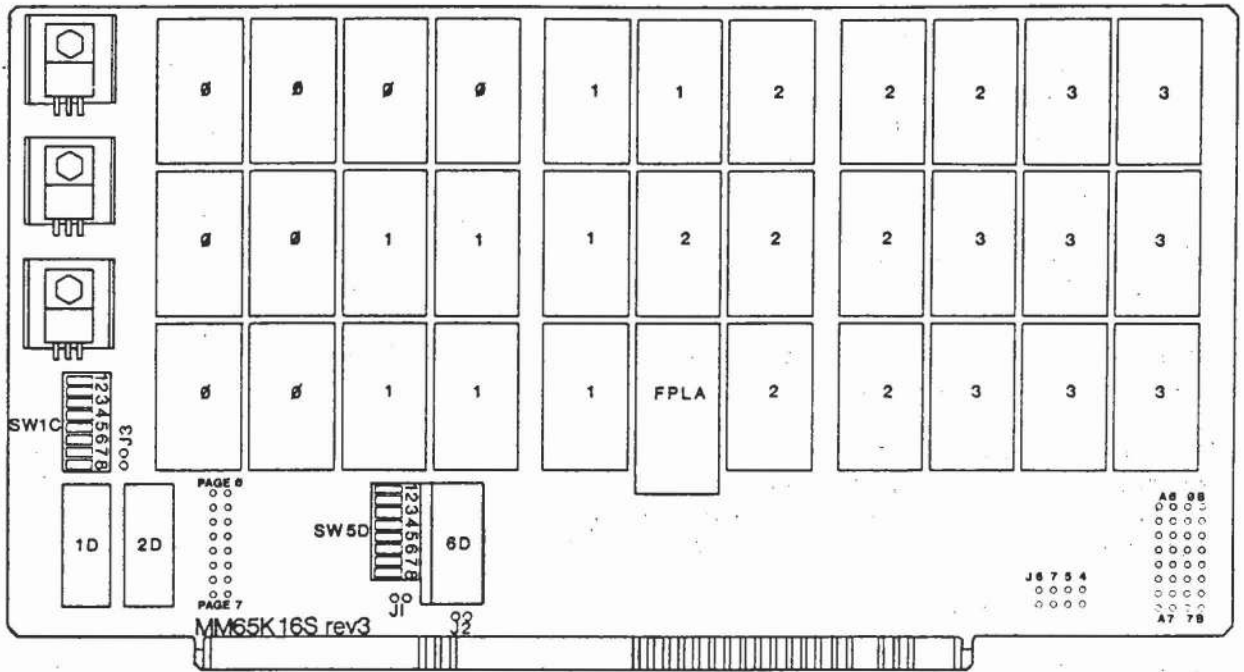 Ø Ø Ø Ø 1 1 2 2 2 3 3
Ø Ø 1 1 1 2 2 2 3 3 3
Ø Ø 1 1 1 FPLA 2 2 3 3 3
SW1C
12345678
J3
PAGE 6
PAGE 7
1D
2D
SW5D
12345678
6D
J1
J2
J6 7 5 4
A6 0B
A7 7B
MM65K16S rev3